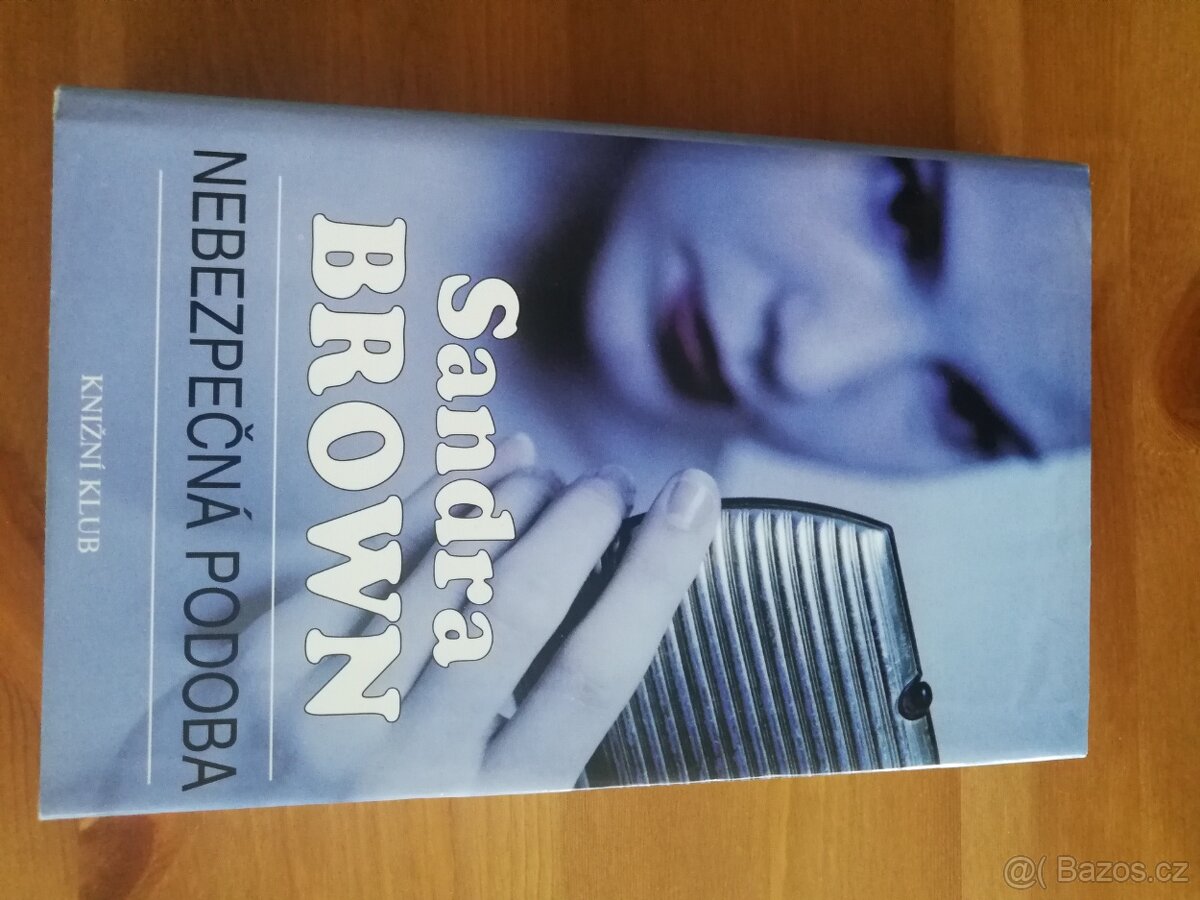 Sandra
BROWN
NEBEZPEČNÁ PODOBA
KNIŽNÍ KLUB
@( Bazos.cz